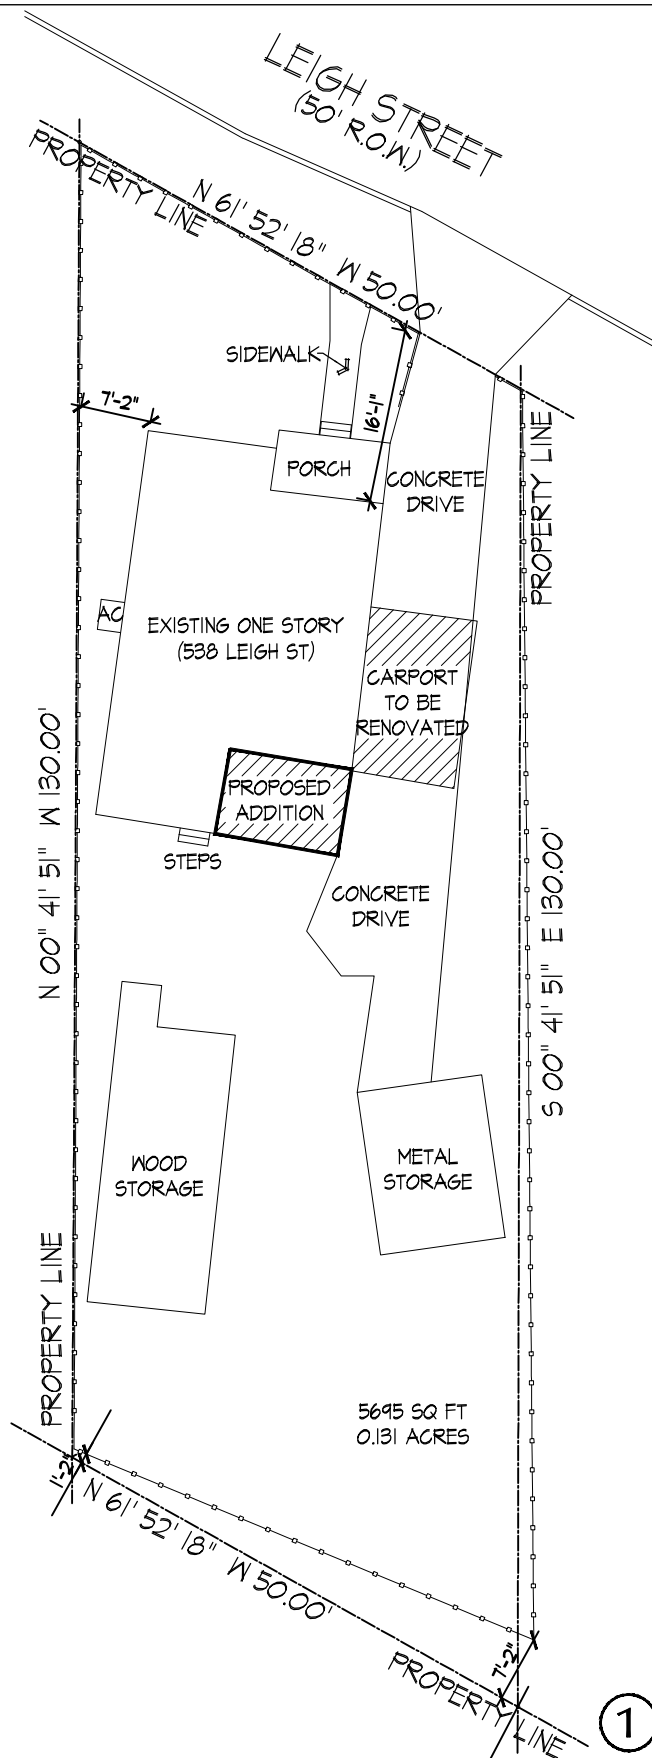 LEIGH STREET
(50' R.O.W.)
PROPERTY LINE
N 61' 52' 18" W 50.00'
SIDEWALK
7'-2"
16'-1"
PORCH
CONCRETE
DRIVE
PROPERTY LINE
AC
EXISTING ONE STORY
(538 LEIGH ST)
CARPORT
TO BE
RENOVATED
PROPOSED
ADDITION
STEPS
N 00" 41' 51" W 130.00'
CONCRETE
DRIVE
S 00" 41' 51" E 130.00'
WOOD
STORAGE
METAL
STORAGE
PROPERTY LINE
5695 SQ FT
0.131 ACRES
1'-2"
N 61' 52' 18" W 50.00'
7'-2"
PROPERTY LINE
1